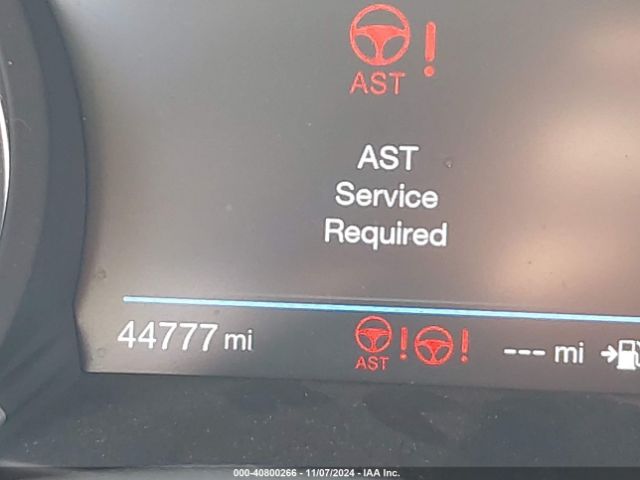 AST
AST
Service
Required
44777 mi
AST
--- mi
000-40800266 - 11/07/2024 - IAA Inc.